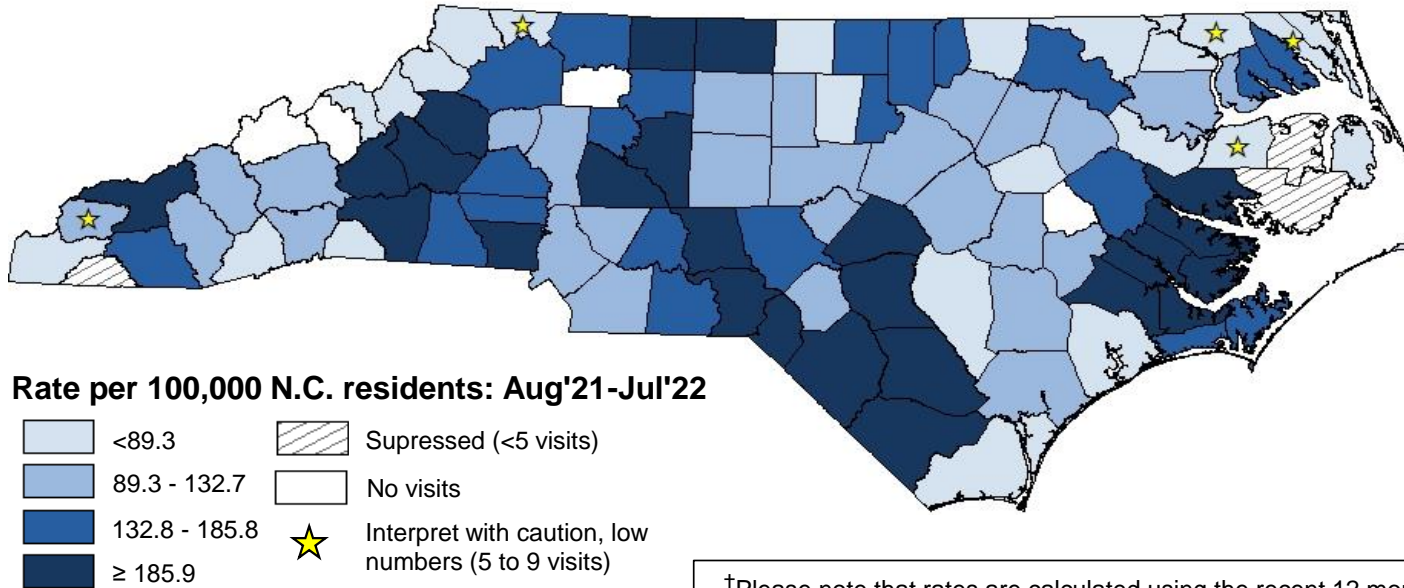 Rate per 100,000 N.C. residents: Aug'21-Jul'22
<89.3
89.3 - 132.7
132.8 - 185.8
≥ 185.9
Supressed (<5 visits)
No visits
Interpret with caution, low
numbers (5 to 9 visits)
†Please note that rates are calculated using the recent 12